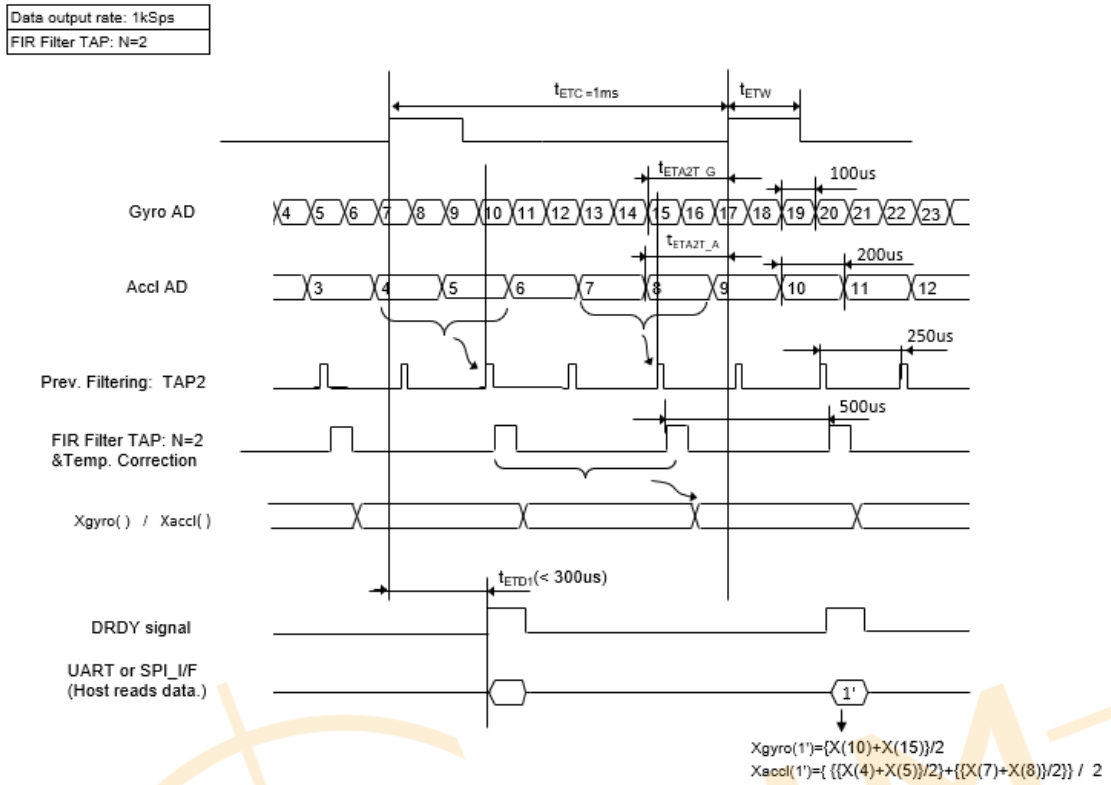 Data output rate: 1kSps
FIR Filter TAP: N=2
tETC =1ms
tETW
tETA2T_G
100us
Gyro AD
4 5 6 7 8 9 10 11 12 13 14 15 16 17 18 19 20 21 22 23
tETA2T_A
200us
Accl AD
3 4 5 6 7 8 9 10 11 12
250us
Prev. Filtering: TAP2
500us
FIR Filter TAP: N=2
&Temp. Correction
Xgyro( ) / Xaccl( )
tETD1(< 300us)
DRDY signal
UART or SPI_I/F
(Host reads data.)
1'
Xgyro(1')={X(10)+X(15)}/2
Xaccl(1')={ {{X(4)+X(5)}/2}+{{X(7)+X(8)}/2}} / 2